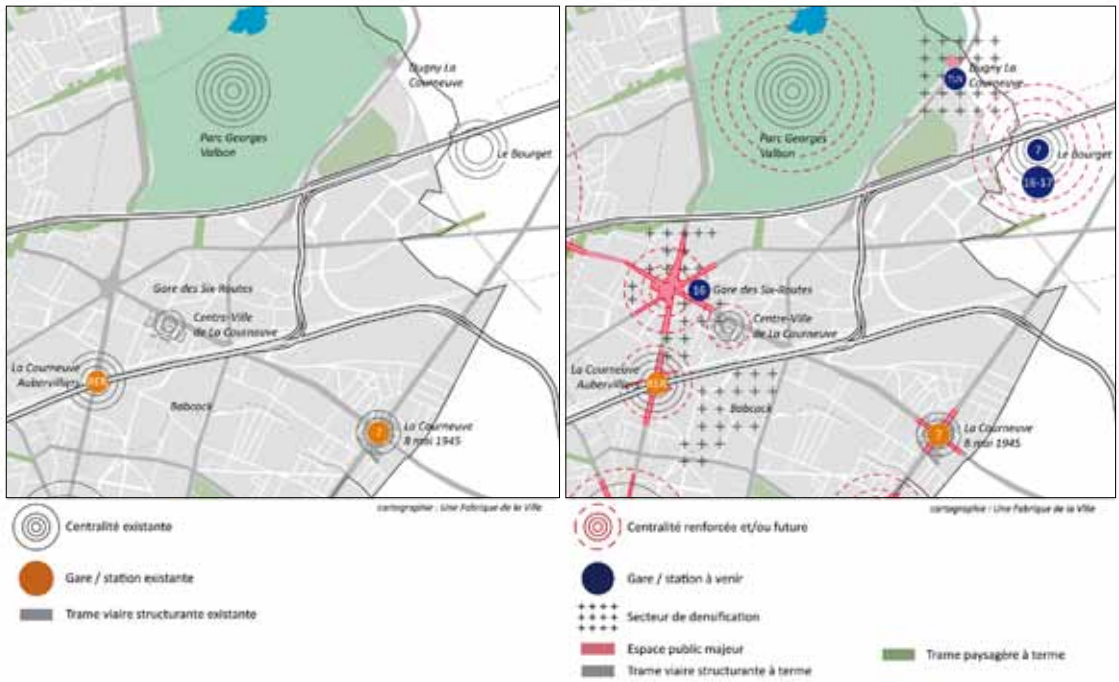 Dugny La
Courneuve
Parc Georges
Valbon
Le Bourget
Gare des Six-Routes
Centre-Ville
de La Courneuve
La Courneuve
Aubervilliers
RER
Babcock
7
La Courneuve
8 mai 1945
cartographie : Une Fabrique de la Ville
Centralité existante
Gare / station existante
Trame viaire structurante existante
Dugny La
Courneuve
T11N
Parc Georges
Valbon
7
Le Bourget
16-17
16
Gare des Six-Routes
Centre-Ville
de La Courneuve
La Courneuve
Aubervilliers
RER
Babcock
7
La Courneuve
8 mai 1945
cartographie : Une Fabrique de la Ville
Centralité renforcée et/ou future
Gare / station à venir
Secteur de densification
Espace public majeur
Trame viaire structurante à terme
Trame paysagère à terme